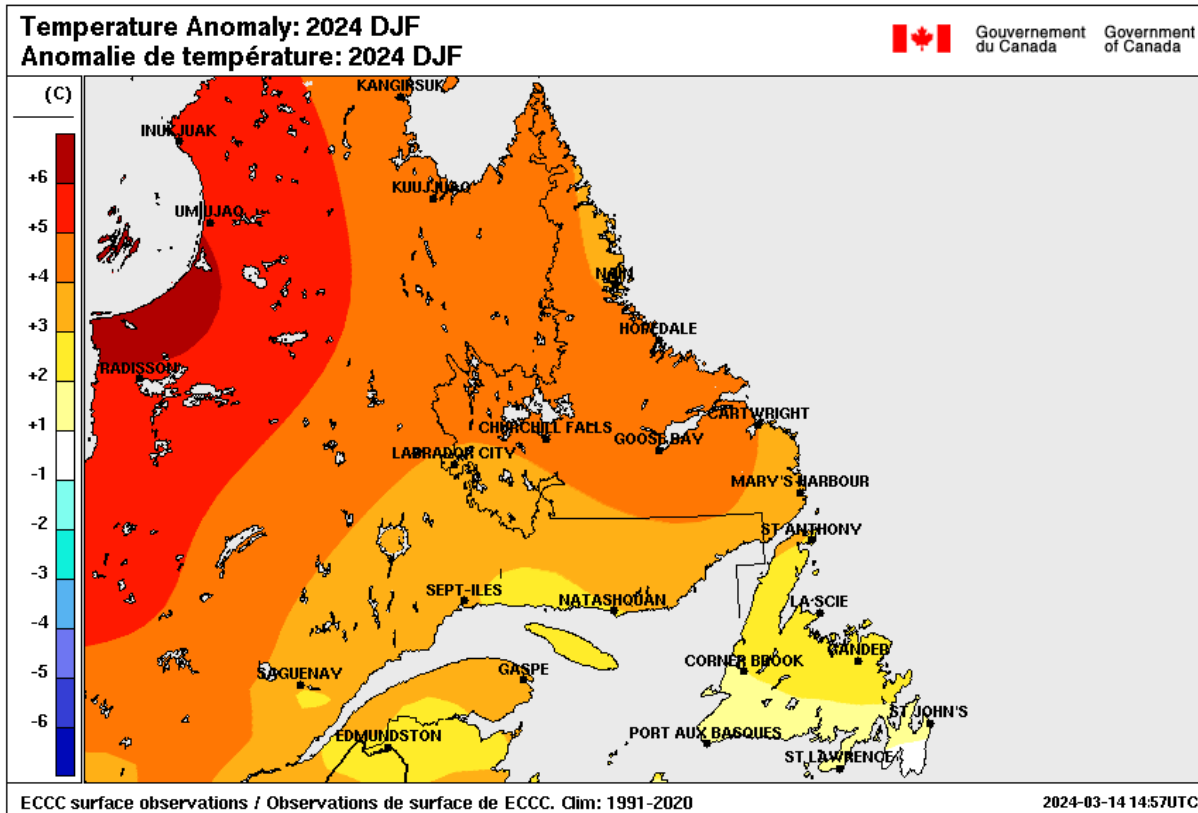 Temperature Anomaly: 2024 DJF
Anomalie de température: 2024 DJF
Gouvernement du Canada
Government of Canada
(C)
+6
+5
+4
+3
+2
+1
-1
-2
-3
-4
-5
-6
KANGIRSUK
INUKJUAK
KUUJJUAQ
UMIUJAQ
NAIN
HOPEDALE
RADISSON
CARTWRIGHT
CHURCHILL FALLS
GOOSE BAY
LABRADOR CITY
MARY'S HARBOUR
ST ANTHONY
SEPT-ILES
NATASHQUAN
LA SCIE
GANDER
CORNER BROOK
GASPE
SAGUENAY
ST JOHN'S
PORT AUX BASQUES
EDMUNDSTON
ST LAWRENCE
ECCC surface observations / Observations de surface de ECCC. Clim: 1991-2020
2024-03-14 14:57UTC